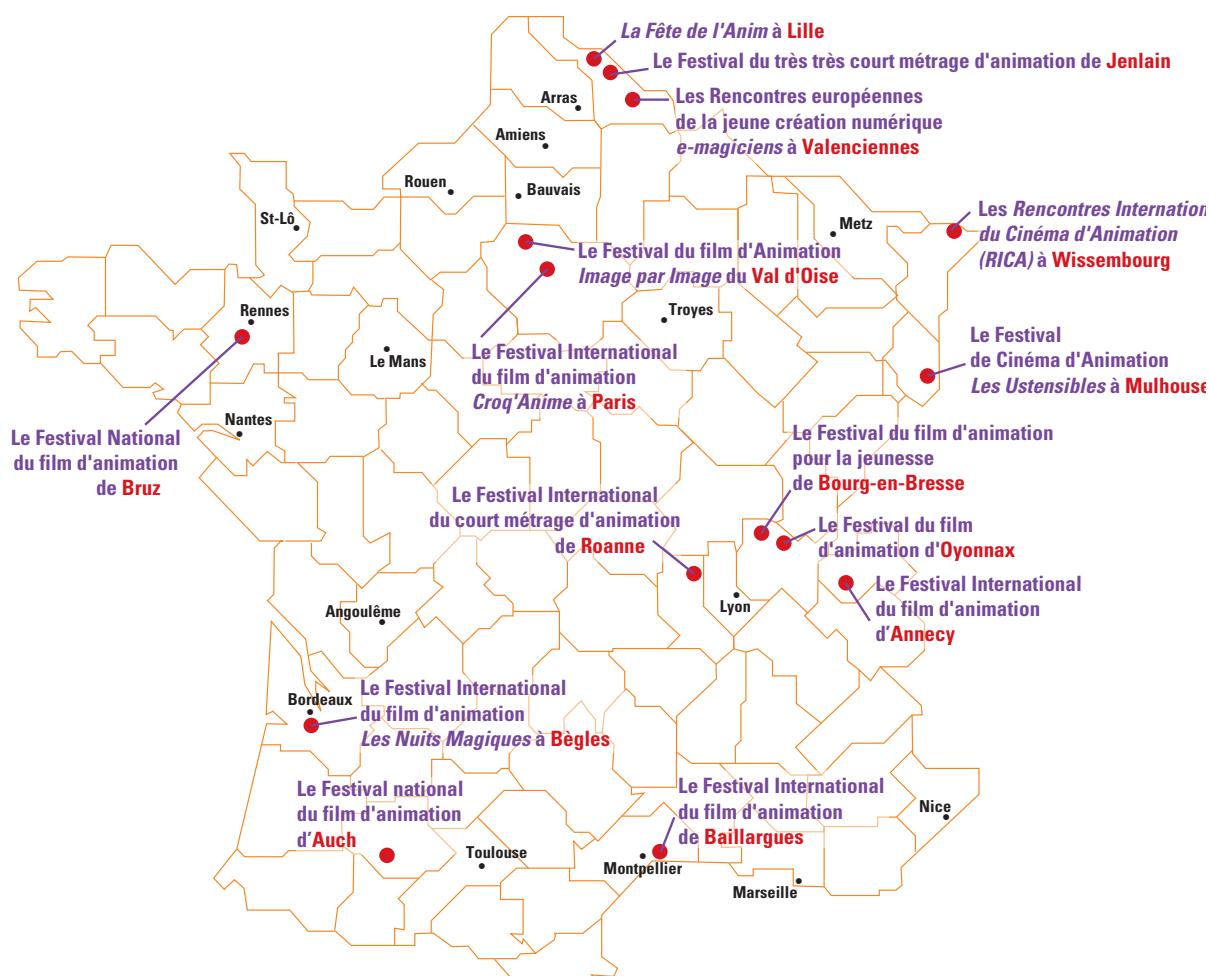 La Fête de l'Anim à Lille
Le Festival du très très court métrage d'animation de Jenlain
Arras
Les Rencontres européennes
de la jeune création numérique
e-magiciens à Valenciennes
Amiens
Rouen
Bauvais
St-Lô
Metz
Les Rencontres Internation
du Cinéma d'Animation
(RICA) à Wissembourg
Le Festival du film d'Animation
Image par Image du Val d'Oise
Rennes
Troyes
Le Mans
Le Festival International
du film d'animation
Croq'Anime à Paris
Le Festival
de Cinéma d'Animation
Les Ustensibles à Mulhouse
Nantes
Le Festival National
du film d'animation
de Bruz
Le Festival du film d'animation
pour la jeunesse
de Bourg-en-Bresse
Le Festival International
du court métrage d'animation
de Roanne
Le Festival du film
d'animation d'Oyonnax
Lyon
Le Festival International
du film d'animation
d'Annecy
Angoulême
Bordeaux
Le Festival International
du film d'animation
Les Nuits Magiques à Bègles
Le Festival national
du film d'animation
d'Auch
Toulouse
Le Festival International
du film d'animation
de Baillargues
Montpellier
Nice
Marseille